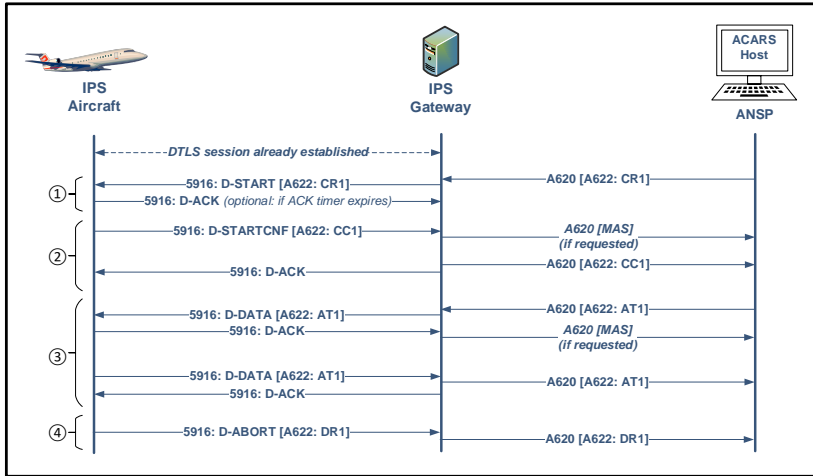 ACARS
Host
IPS
Aircraft
IPS
Gateway
ANSP
DTLS session already established
①
5916: D-START [A622: CR1]
A620 [A622: CR1]
5916: D-ACK (optional: if ACK timer expires)
②
5916: D-STARTCNF [A622: CC1]
A620 [MAS]
(if requested)
5916: D-ACK
A620 [A622: CC1]
③
5916: D-DATA [A622: AT1]
A620 [A622: AT1]
5916: D-ACK
A620 [MAS]
(if requested)
5916: D-DATA [A622: AT1]
A620 [A622: AT1]
5916: D-ACK
④
5916: D-ABORT [A622: DR1]
A620 [A622: DR1]